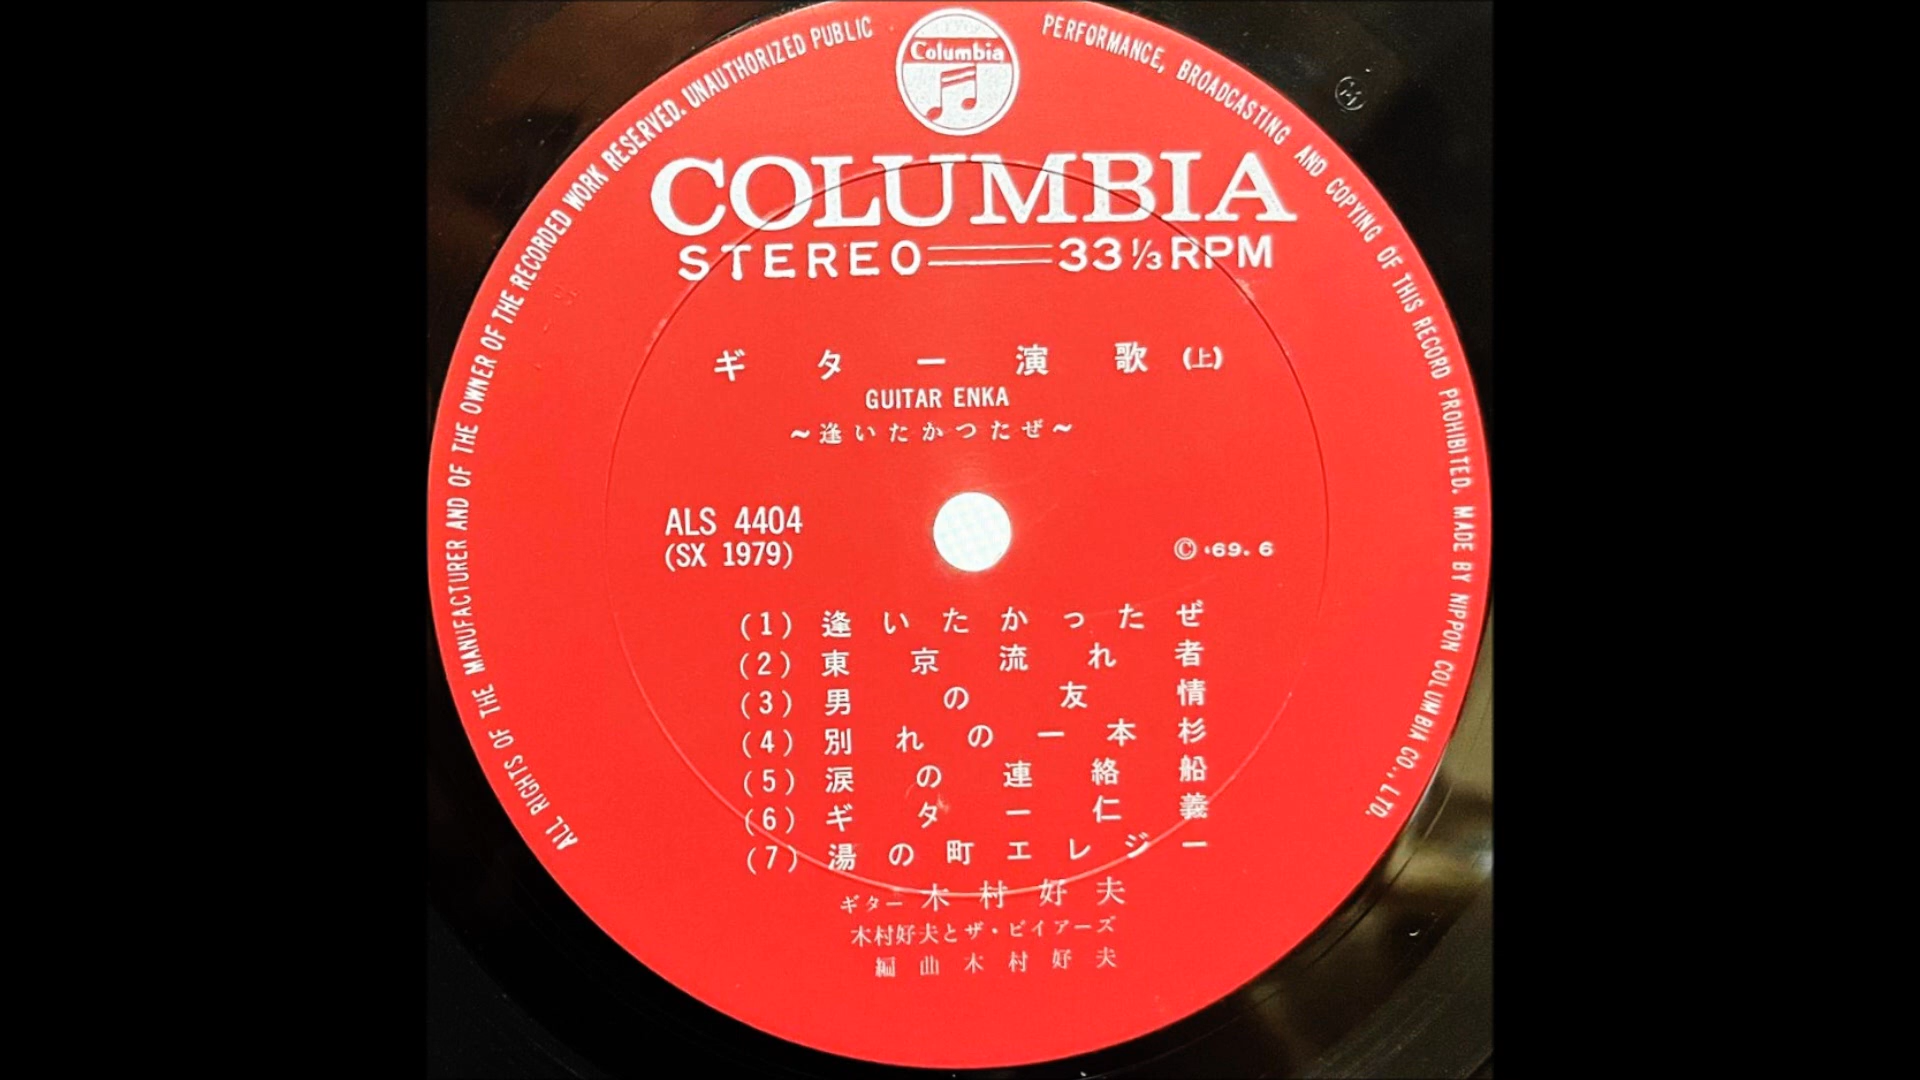 ALL RIGHTS OF THE MANUFACTURER AND OF THE OWNER OF THE RECORDED WORK RESERVED. UNAUTHORIZED PUBLIC PERFORMANCE, BROADCASTING AND COPYING OF THIS RECORD PROHIBITED. MADE BY NIPPON COLUMBIA CO., LTD.
Columbia
COLUMBIA
STEREO 33⅓ RPM
ギター演歌 (上)
GUITAR ENKA
~逢いたかつたぜ~
ALS 4404
(SX 1979)
© '69. 6
(1) 逢いたかったぜ
(2) 東京流れ者
(3) 男の友情
(4) 別れの一本杉
(5) 涙の連絡船
(6) ギター仁義
(7) 湯の町エレジー
ギター 木村好夫
木村好夫とザ・ビイアーズ
編曲 木村好夫